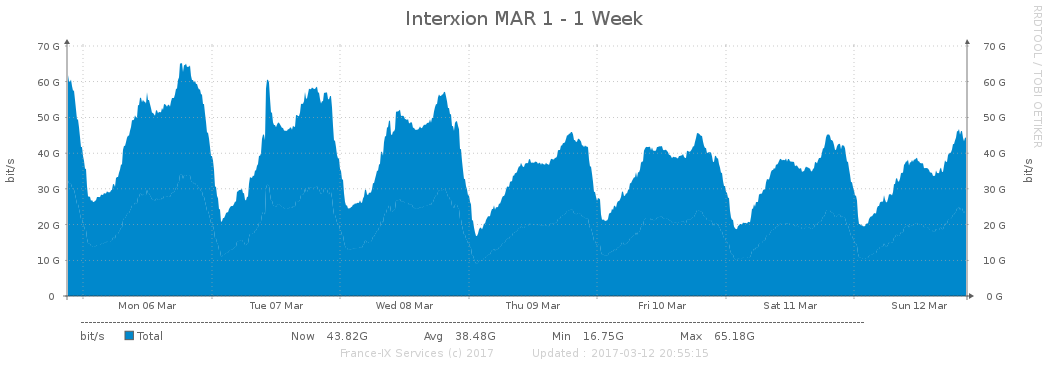 Interxion MAR 1 - 1 Week
RRDTOOL / TOBI OETIKER
bit/s
70 G 70 G
60 G 60 G
50 G 50 G
40 G 40 G
30 G 30 G
20 G 20 G
10 G 10 G
0 0 G
bit/s
Mon 06 Mar Tue 07 Mar Wed 08 Mar Thu 09 Mar Fri 10 Mar Sat 11 Mar Sun 12 Mar
bit/s Total Now 43.82G Avg 38.48G Min 16.75G Max 65.18G
France-IX Services (c) 2017 Updated : 2017-03-12 20:55:15